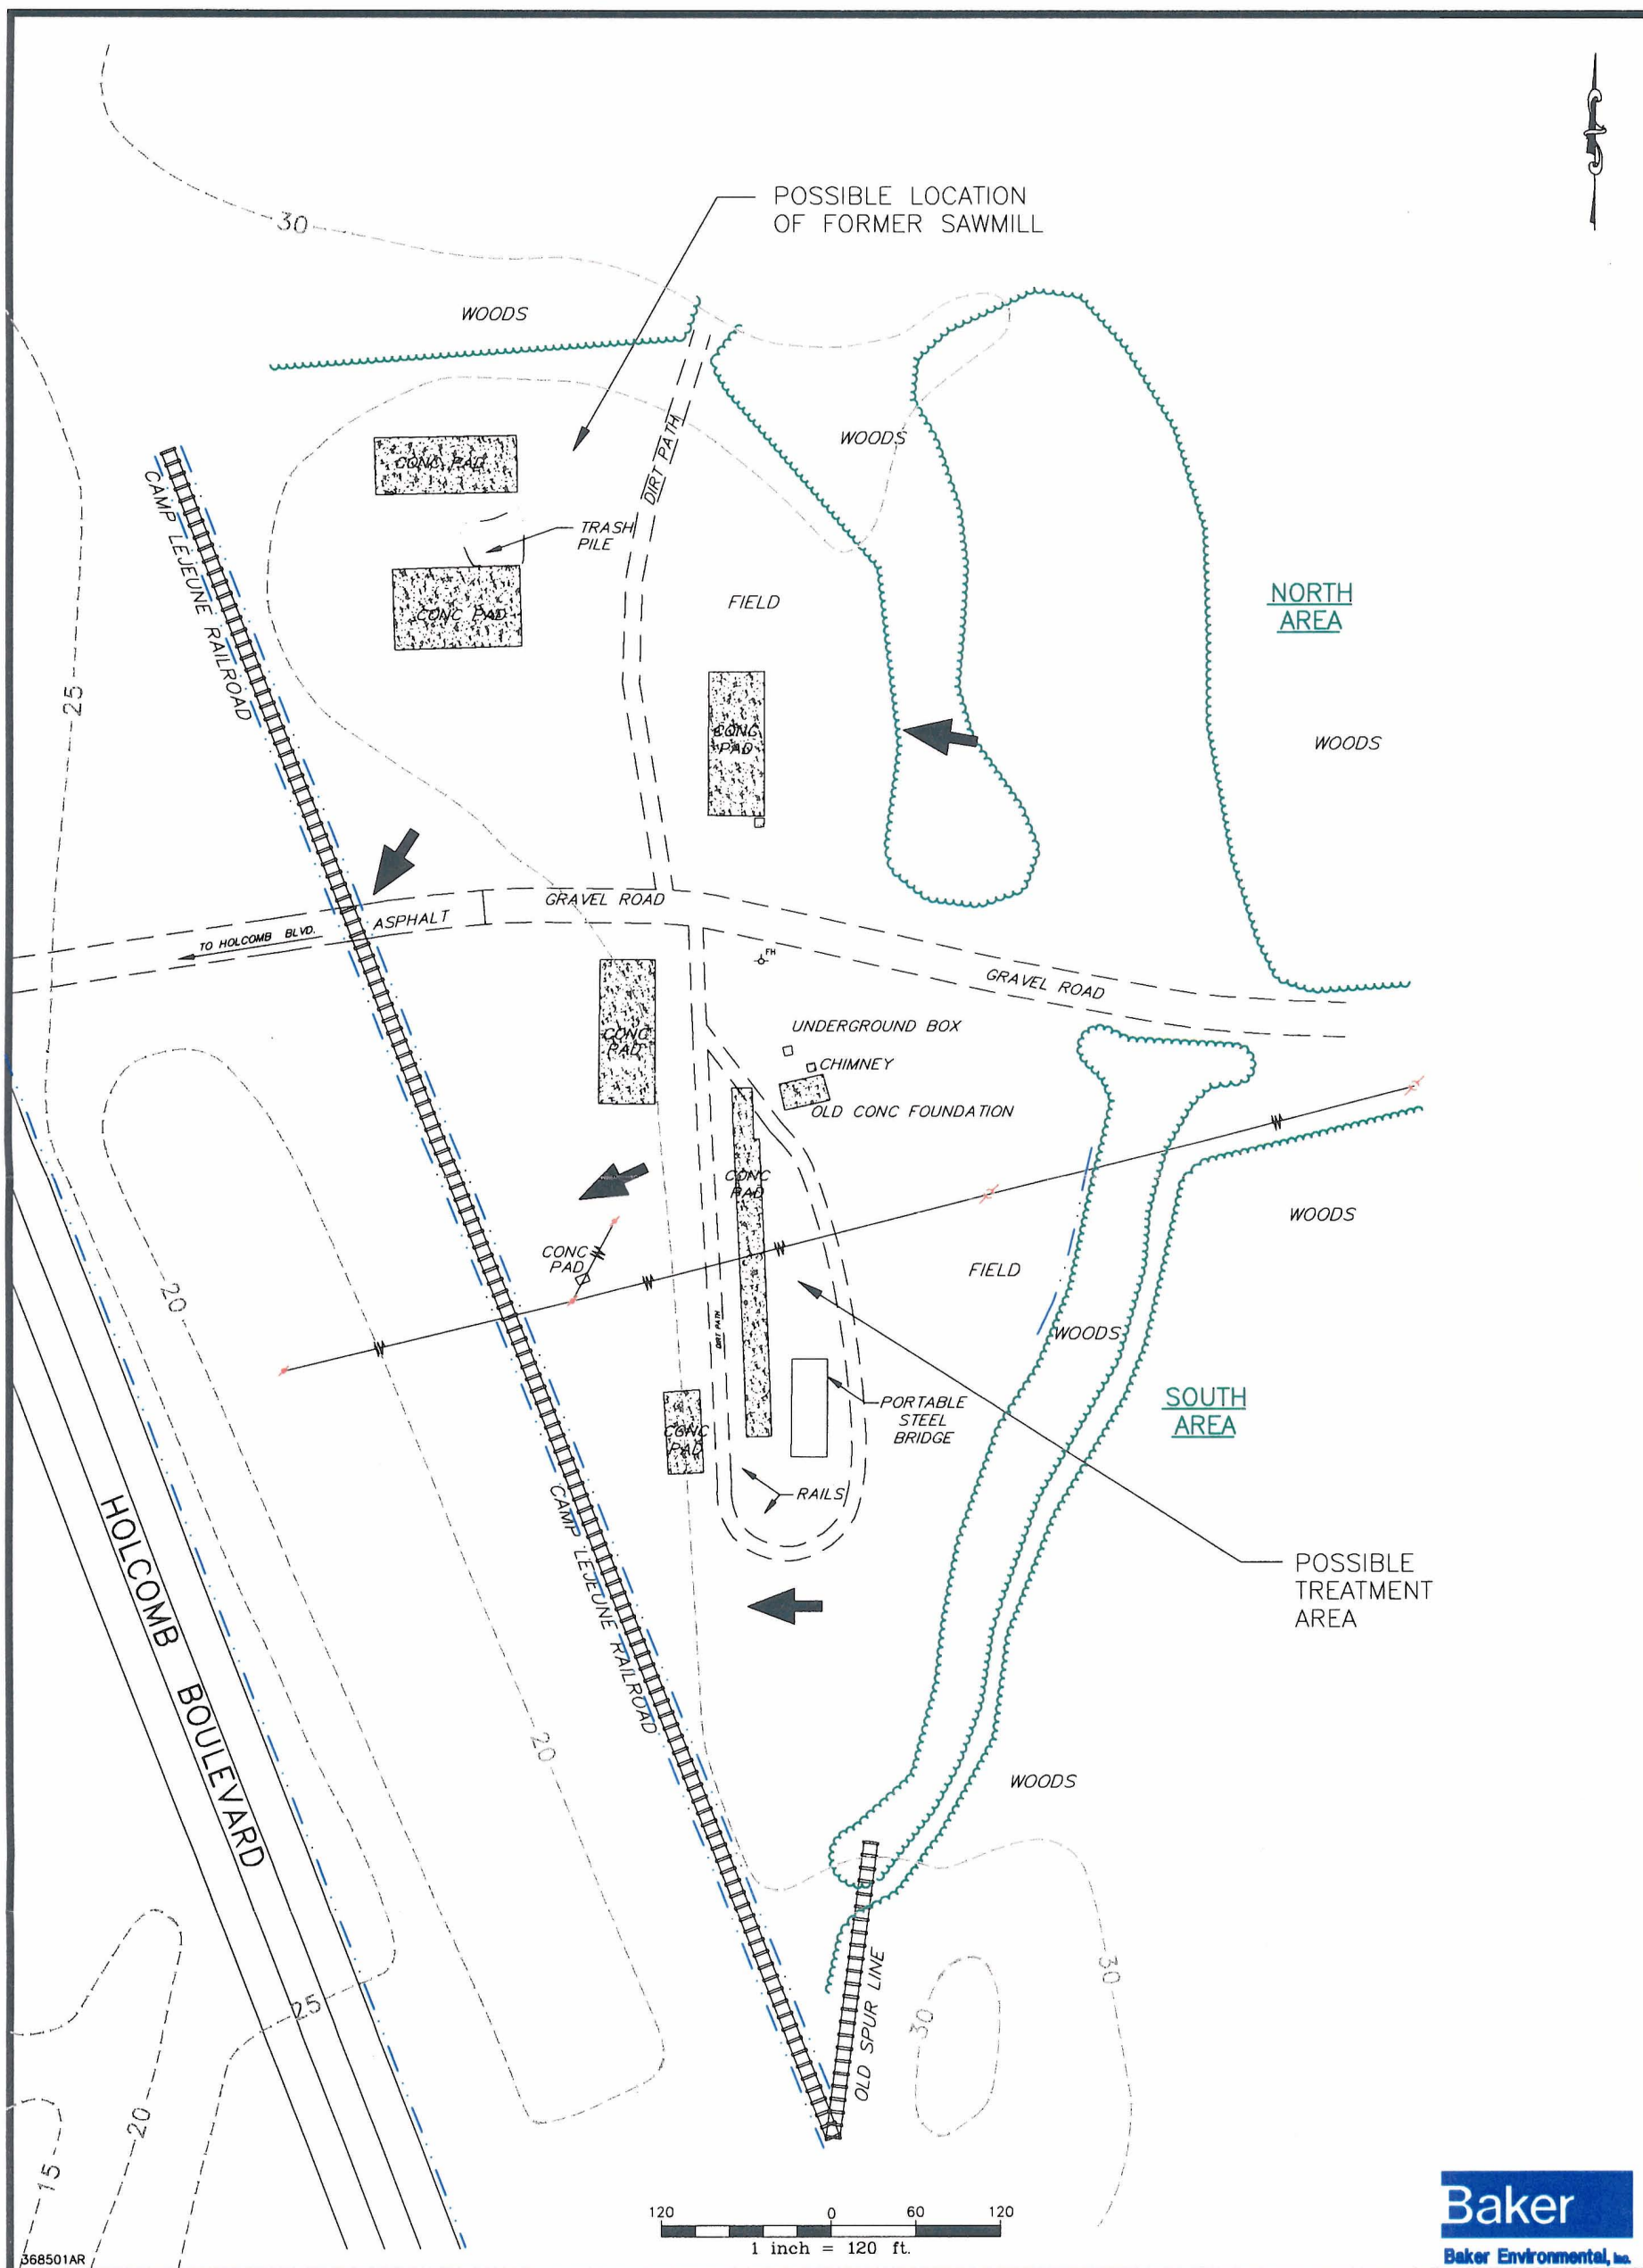 POSSIBLE LOCATION
OF FORMER SAWMILL
30
WOODS
WOODS
DIRT PATH
CONC PAD
CAMP LEJEUNE RAILROAD
TRASH
PILE
CONC PAD
FIELD
NORTH
AREA
25
CONC
PAD
WOODS
GRAVEL ROAD
ASPHALT
TO HOLCOMB BLVD.
FH
GRAVEL ROAD
UNDERGROUND BOX
CONC
PAD
CHIMNEY
OLD CONC FOUNDATION
CONC
PAD
WOODS
CONC
PAD
FIELD
20
DIRT PATH
WOODS
SOUTH
AREA
PORTABLE
STEEL
BRIDGE
CONC
PAD
RAILS
CAMP LEJEUNE RAILROAD
HOLCOMB BOULEVARD
POSSIBLE
TREATMENT
AREA
20
WOODS
OLD SPUR LINE
30
30
25
20
15
120 0 60 120
1 inch = 120 ft.
368501AR
Baker
Baker Environmental, Inc.